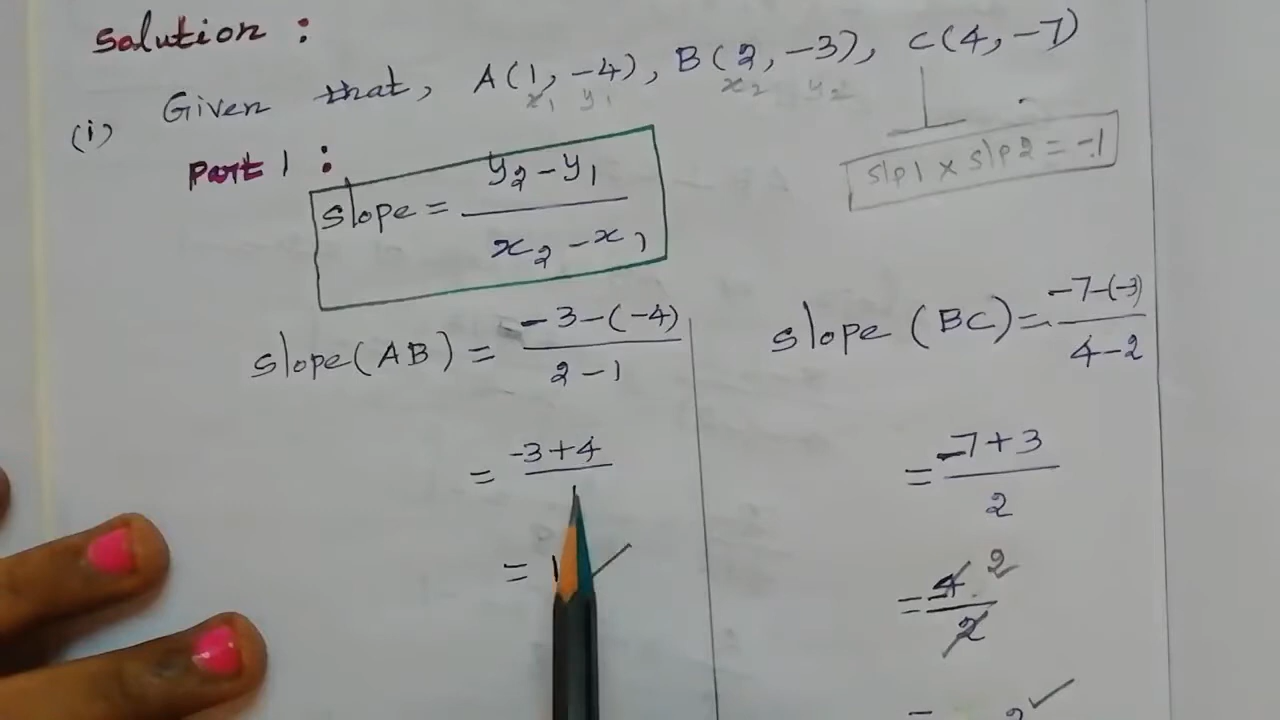 Solution :
(i) Given that, A(1, -4), B(2, -3), C(4, -7)
x₁ y₁ x₂ y₂
Part 1 :
slp1 × slp2 = -1
slope = y₂ - y₁ / x₂ - x₁
slope(AB) = -3-(-4) / 2-1
= -3+4 / 1
= 1 ✓
slope (BC) = -7-(-3) / 4-2
= -7+3 / 2
= -4 2 / 2
= 2 ✓